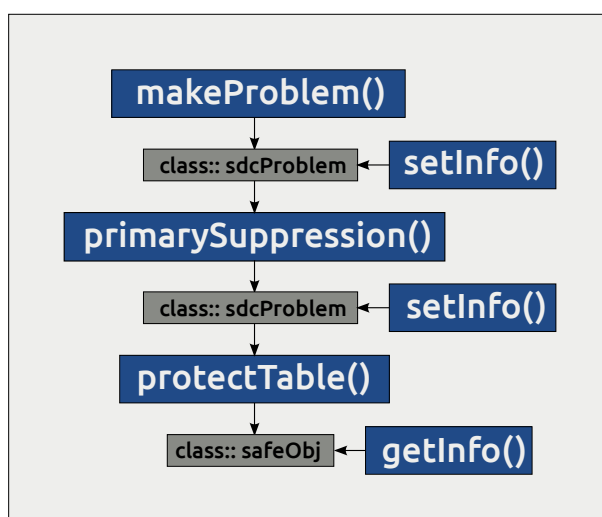 makeProblem()
class:: sdcProblem
setInfo()
primarySuppression()
class:: sdcProblem
setInfo()
protectTable()
class:: safeObj
getInfo()